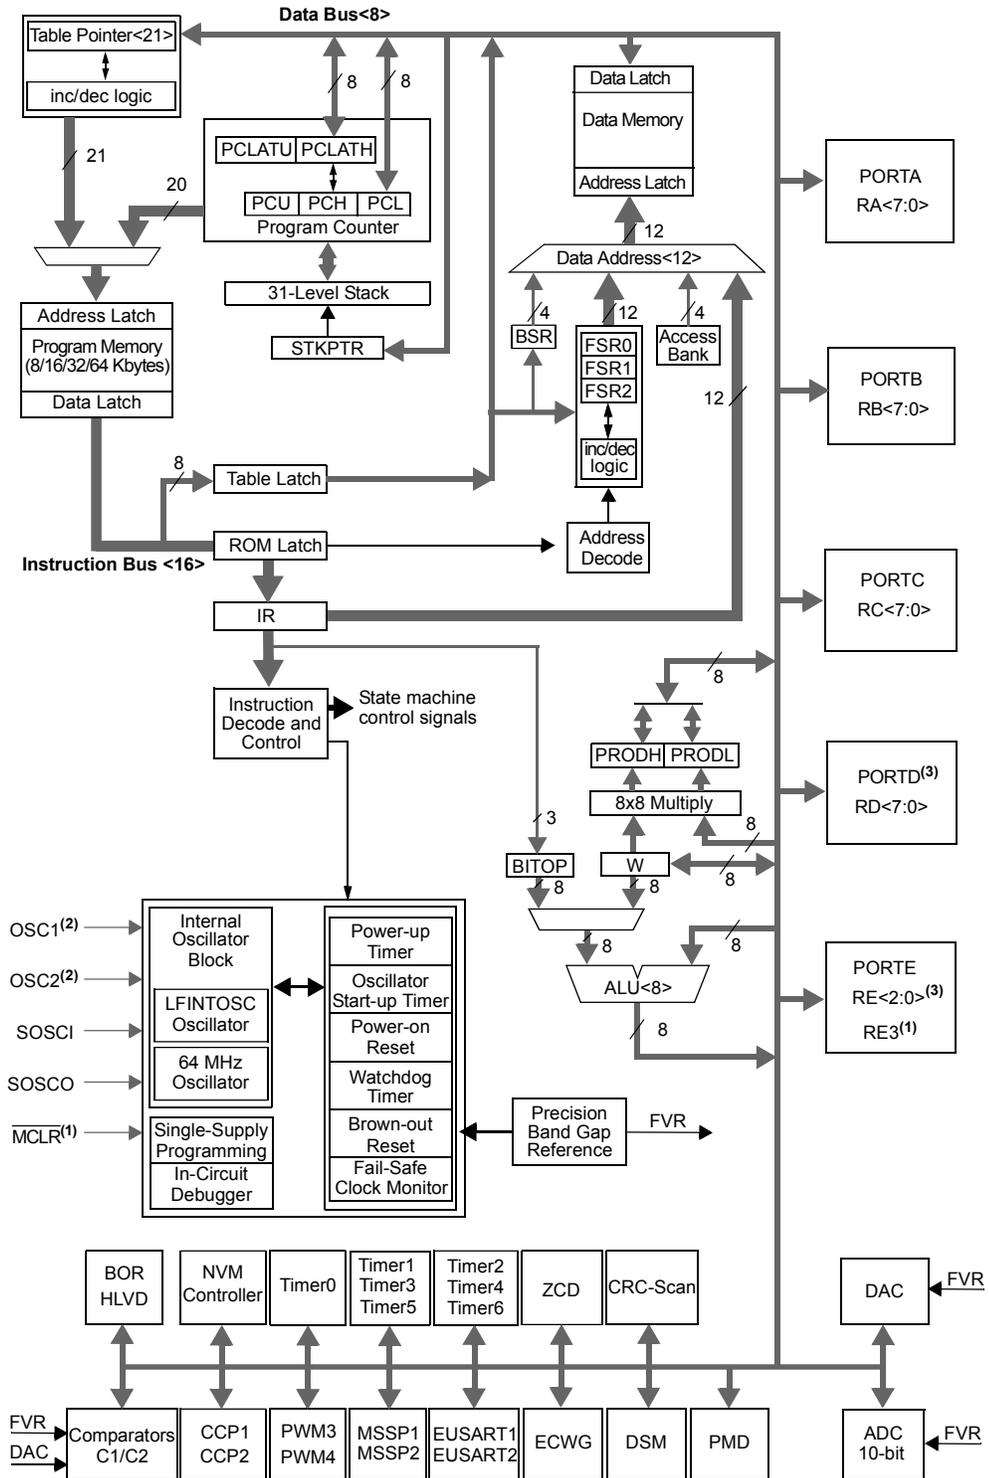 Data Bus<8>
Table Pointer<21>
inc/dec logic
21
20
8
8
PCLATU PCLATH
PCU PCH PCL
Program Counter
31-Level Stack
STKPTR
Address Latch
Program Memory
(8/16/32/64 Kbytes)
Data Latch
8
Table Latch
ROM Latch
Instruction Bus <16>
IR
Instruction
Decode and
Control
State machine
control signals
Data Latch
Data Memory
Address Latch
12
Data Address<12>
4
12
4
BSR
FSR0
FSR1
FSR2
inc/dec
logic
Access
Bank
12
Address
Decode
PORTA
RA<7:0>
PORTB
RB<7:0>
PORTC
RC<7:0>
PORTD(3)
RD<7:0>
PORTE
RE<2:0>(3)
RE3(1)
8
PRODH PRODL
8x8 Multiply
3
8
BITOP
W
8
8
8
8
8
ALU<8>
8
OSC1(2)
OSC2(2)
SOSCI
SOSCO
MCLR(1)
Internal
Oscillator
Block
LFINTOSC
Oscillator
64 MHz
Oscillator
Single-Supply
Programming
In-Circuit
Debugger
Power-up
Timer
Oscillator
Start-up Timer
Power-on
Reset
Watchdog
Timer
Brown-out
Reset
Fail-Safe
Clock Monitor
Precision
Band Gap
Reference
FVR
BOR
HLVD
NVM
Controller
Timer0
Timer1
Timer3
Timer5
Timer2
Timer4
Timer6
ZCD
CRC-Scan
DAC
FVR
FVR
DAC
Comparators
C1/C2
CCP1
CCP2
PWM3
PWM4
MSSP1
MSSP2
EUSART1
EUSART2
ECWG
DSM
PMD
ADC
10-bit
FVR